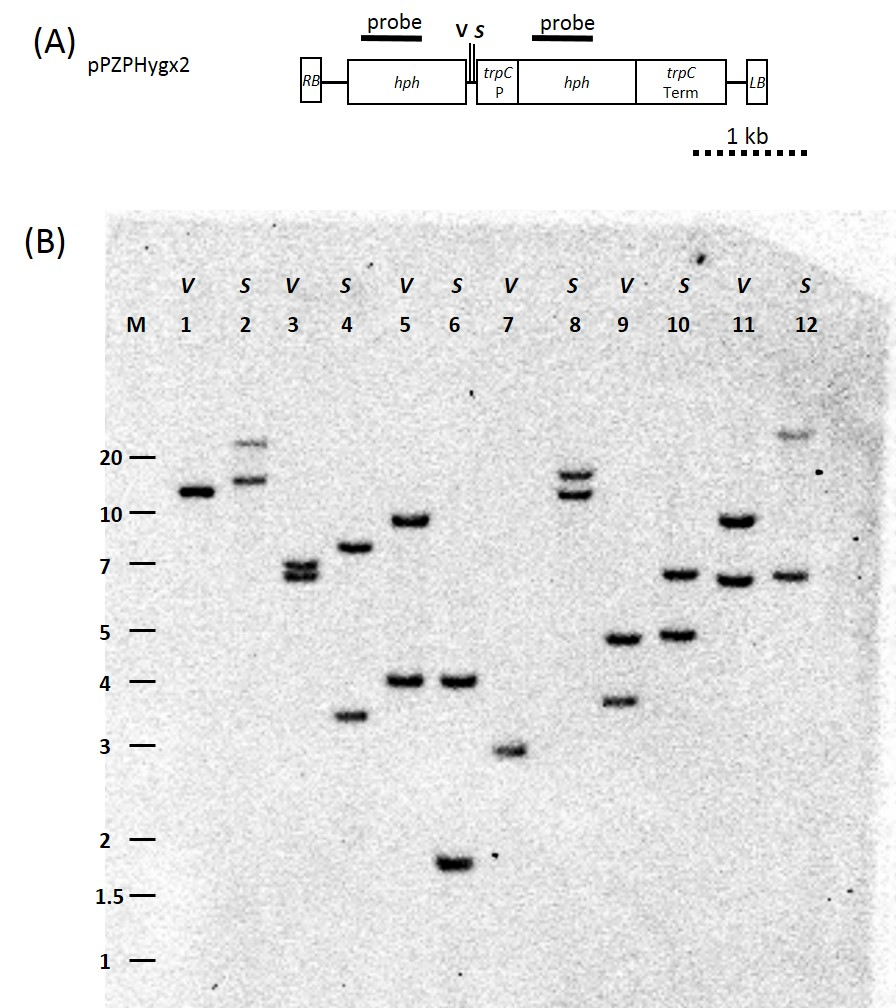 (A)
pPZPHygx2
probe V S probe
RB hph trpC P hph trpC Term LB
1 kb
(B)
V S V S V S V S V S V S
M 1 2 3 4 5 6 7 8 9 10 11 12
20
10
7
5
4
3
2
1.5
1